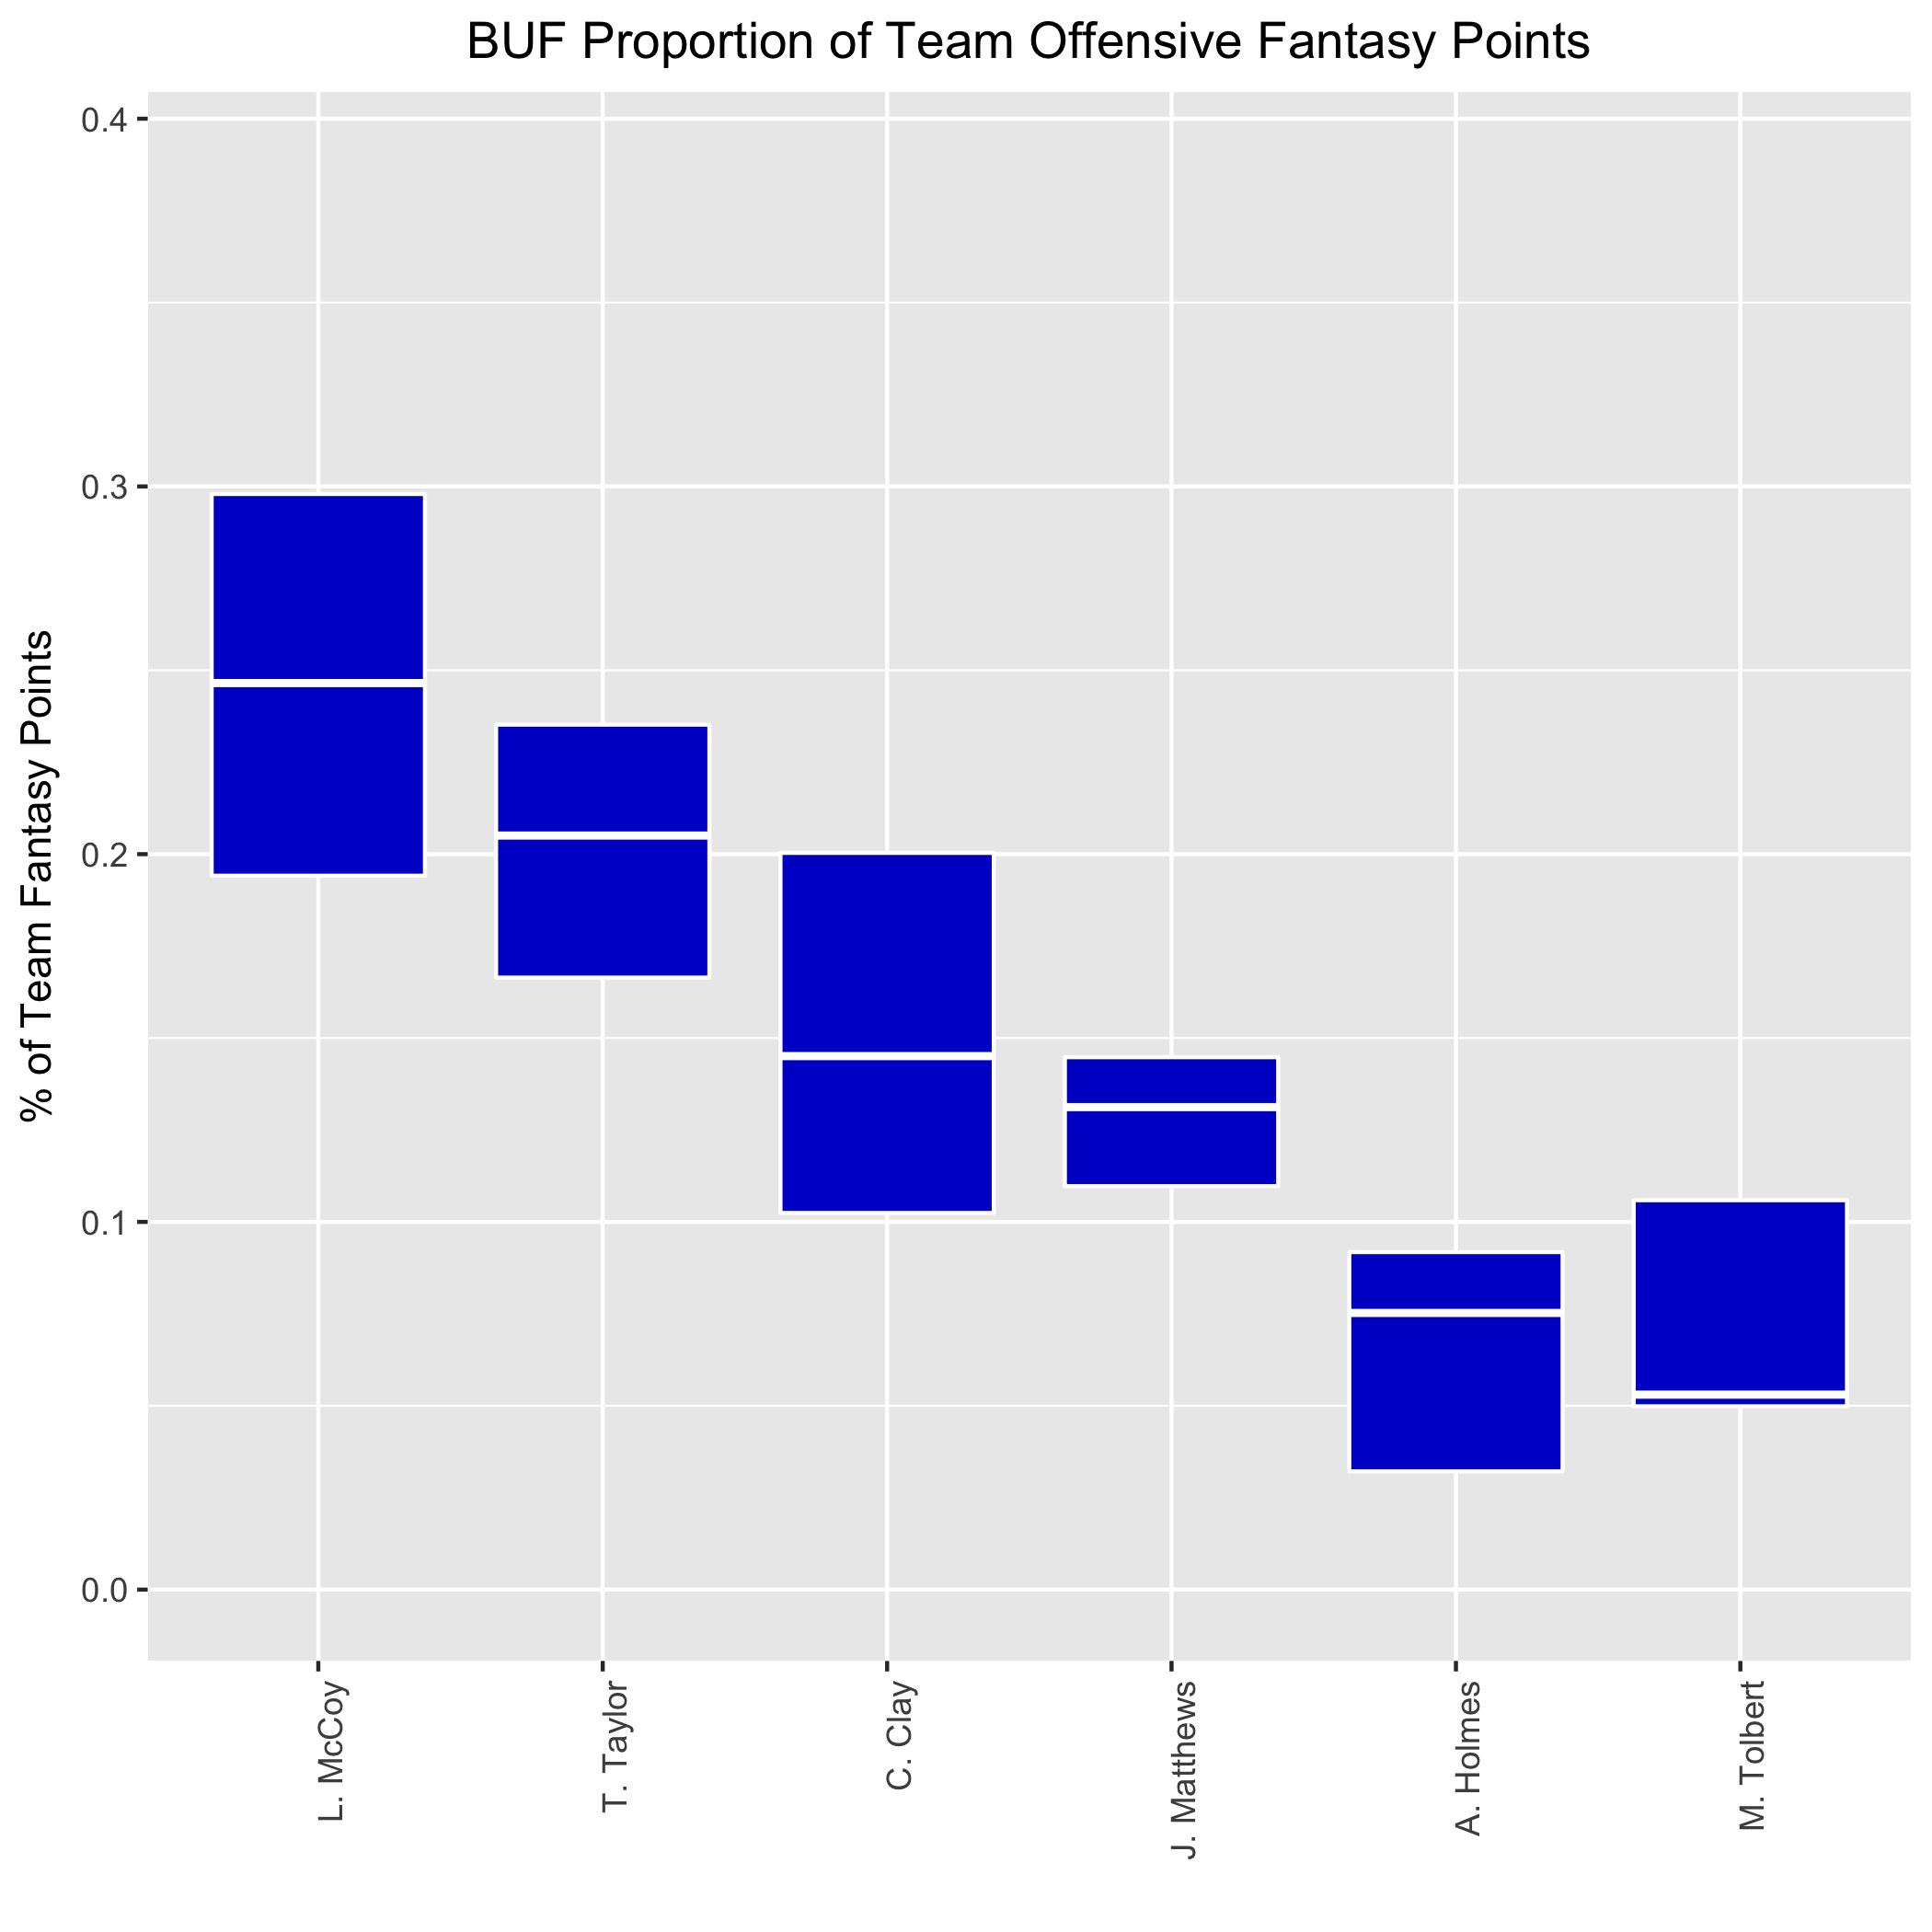 BUF Proportion of Team Offensive Fantasy Points
% of Team Fantasy Points
0.4
0.3
0.2
0.1
0.0
L. McCoy
T. Taylor
C. Clay
J. Matthews
A. Holmes
M. Tolbert